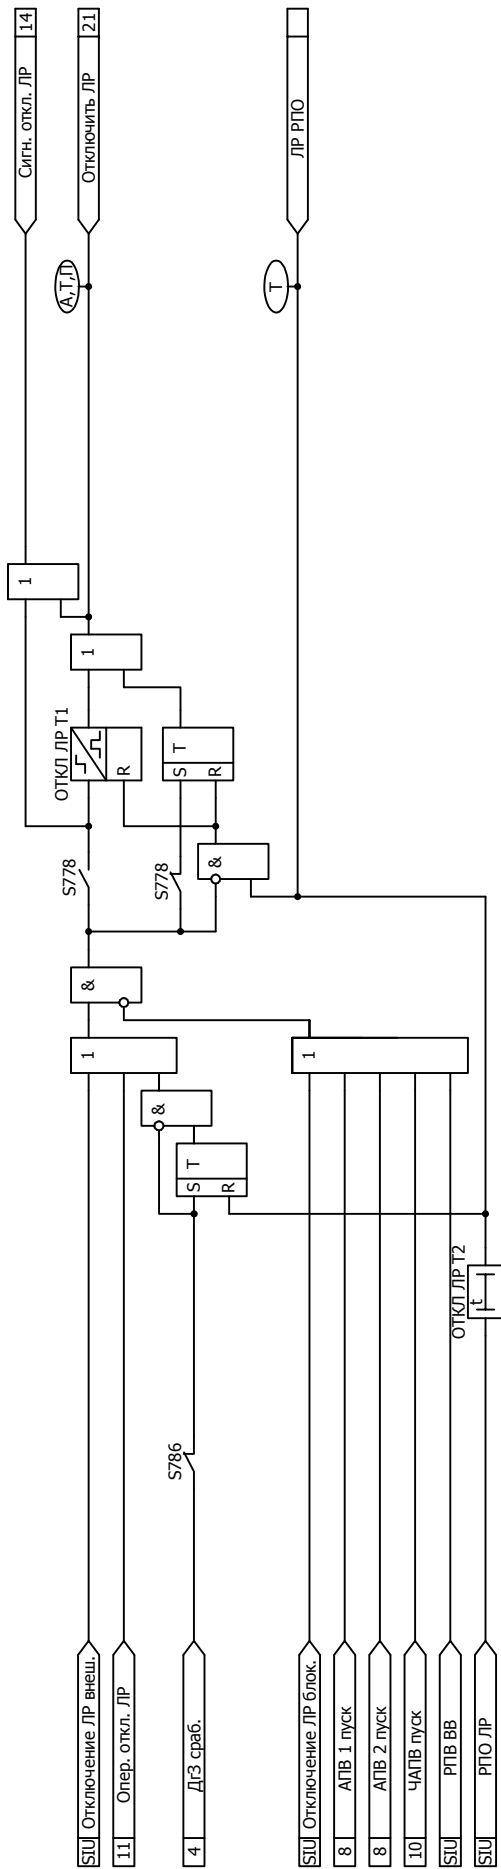 14 Сигн. откл. ЛР
21 Отключить ЛР
ЛР РПО
А,Т,П
Т
1
1
ОТКЛ ЛР Т1
R
S T
R
S778
S778
&
&
1
1
&
S T
R
ОТКЛ ЛР Т2
t
S786
SIU Отключение ЛР внеш.
11 Опер. откл. ЛР
4 ДгЗ сраб.
SIU Отключение ЛР блок.
8 АПВ 1 пуск
8 АПВ 2 пуск
10 ЧАПВ пуск
SIU РПВ ВВ
SIU РПО ЛР